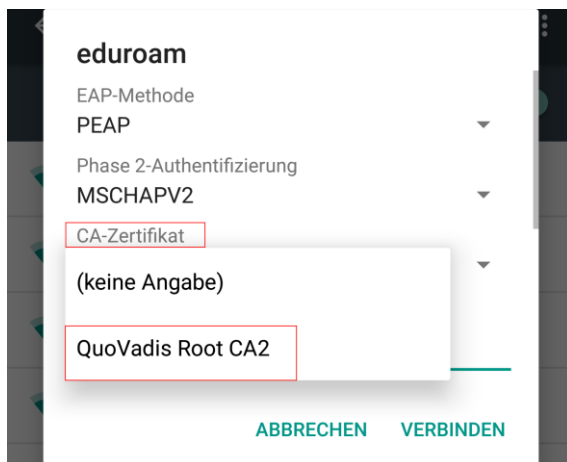 eduroam
EAP-Methode
PEAP
Phase 2-Authentifizierung
MSCHAPV2
CA-Zertifikat
(keine Angabe)
QuoVadis Root CA2
ABBRECHEN VERBINDEN